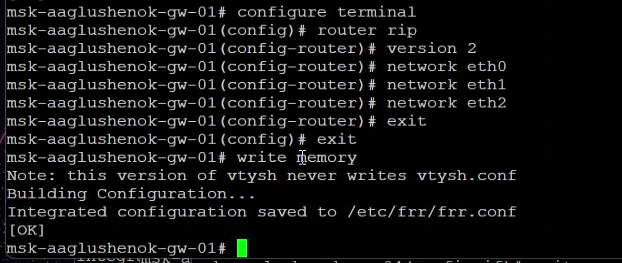 msk-aaglushenok-gw-01# configure terminal
msk-aaglushenok-gw-01(config)# router rip
msk-aaglushenok-gw-01(config-router)# version 2
msk-aaglushenok-gw-01(config-router)# network eth0
msk-aaglushenok-gw-01(config-router)# network eth1
msk-aaglushenok-gw-01(config-router)# network eth2
msk-aaglushenok-gw-01(config-router)# exit
msk-aaglushenok-gw-01(config)# exit
msk-aaglushenok-gw-01# write memory
Note: this version of vtysh never writes vtysh.conf
Building Configuration...
Integrated configuration saved to /etc/frr/frr.conf
[OK]
msk-aaglushenok-gw-01#